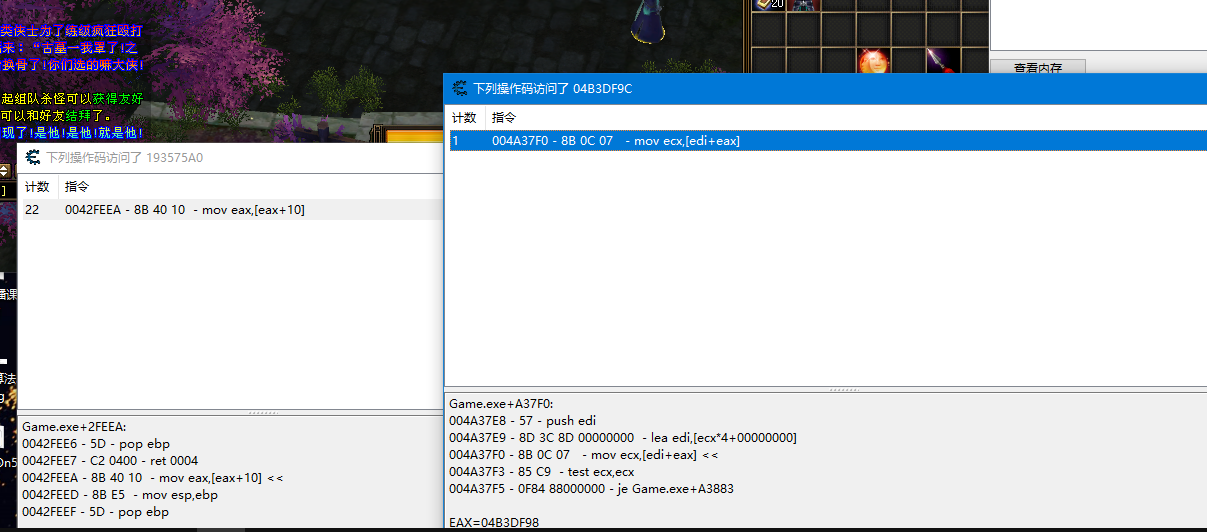 类侠士为了练级疯狂殴打
来:“古墓一我罩了!之
换骨了!你们选的嘛大侠!
起组队杀怪可以获得友好
可以和好友结拜了。
现了!是他!是他!就是他!
20
查看内存
下列操作码访问了 193575A0
计数 指令
22 0042FEEA - 8B 40 10 - mov eax,[eax+10]
Game.exe+2FEEA:
0042FEE6 - 5D - pop ebp
0042FEE7 - C2 0400 - ret 0004
0042FEEA - 8B 40 10 - mov eax,[eax+10] <<
0042FEED - 8B E5 - mov esp,ebp
0042FEEF - 5D - pop ebp
下列操作码访问了 04B3DF9C
计数 指令
1 004A37F0 - 8B 0C 07 - mov ecx,[edi+eax]
Game.exe+A37F0:
004A37E8 - 57 - push edi
004A37E9 - 8D 3C 8D 00000000 - lea edi,[ecx*4+00000000]
004A37F0 - 8B 0C 07 - mov ecx,[edi+eax] <<
004A37F3 - 85 C9 - test ecx,ecx
004A37F5 - 0F84 88000000 - je Game.exe+A3883
EAX=04B3DF98